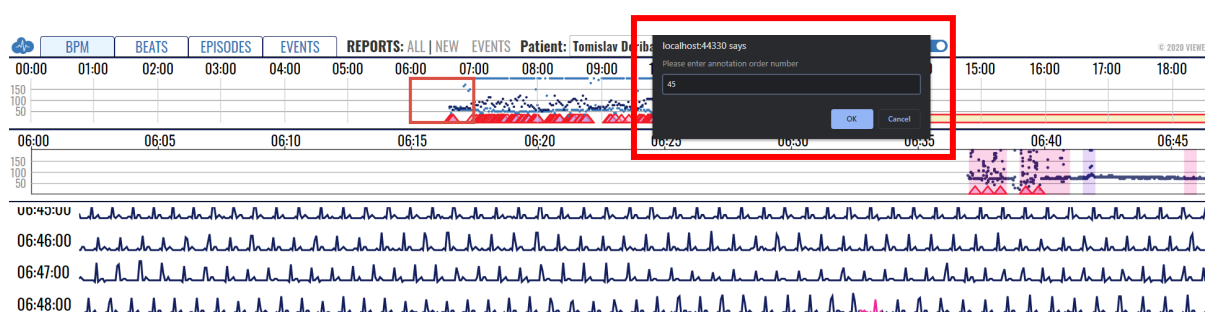 BPM BEATS EPISODES EVENTS REPORTS: ALL | NEW EVENTS Patient: Tomislav © 2020
00:00 01:00 02:00 03:00 04:00 05:00 06:00 07:00 08:00 09:00 15:00 16:00 17:00 18:00
localhost:44330 says
Please enter annotation order number
45
OK Cancel
150
100
50
06:00 06:05 06:10 06:15 06:20 06:25 06:30 06:35 06:40 06:45
150
100
50
06:45:00
06:46:00
06:47:00
06:48:00